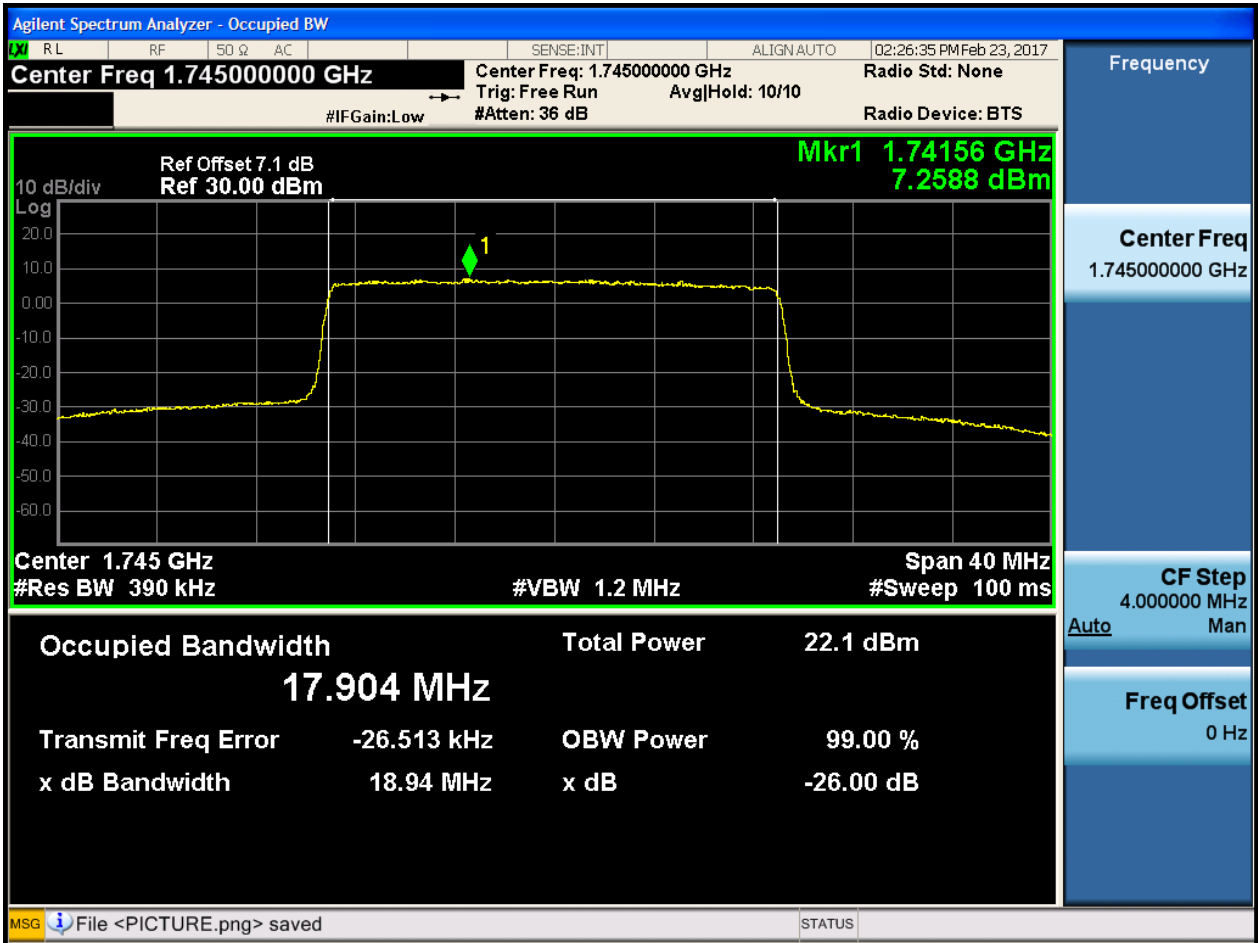 Agilent Spectrum Analyzer - Occupied BW
LXI RL RF 50 Ω AC SENSE:INT ALIGN AUTO 02:26:35 PM Feb 23, 2017
Center Freq 1.745000000 GHz
Center Freq: 1.745000000 GHz
Radio Std: None
Trig: Free Run Avg|Hold: 10/10
#IFGain:Low
#Atten: 36 dB
Radio Device: BTS
Mkr1 1.74156 GHz
7.2588 dBm
Ref Offset 7.1 dB
10 dB/div Ref 30.00 dBm
Log
20.0
10.0
0.00
-10.0
-20.0
-30.0
-40.0
-50.0
-60.0
1
Center 1.745 GHz Span 40 MHz
#Res BW 390 kHz #VBW 1.2 MHz #Sweep 100 ms
Occupied Bandwidth Total Power 22.1 dBm
17.904 MHz
Transmit Freq Error -26.513 kHz OBW Power 99.00 %
x dB Bandwidth 18.94 MHz x dB -26.00 dB
Frequency
Center Freq
1.745000000 GHz
CF Step
4.000000 MHz
Auto Man
Freq Offset
0 Hz
MSG File <PICTURE.png> saved STATUS